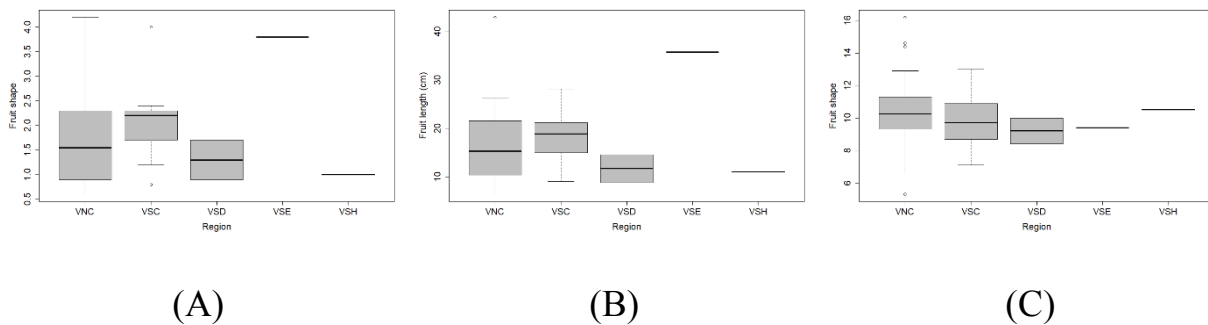 Fruit shape
4.0
3.5
3.0
2.5
2.0
1.5
1.0
0.5
VNC VSC VSD VSE VSH
Region
(A)
Fruit length (cm)
40
30
20
10
VNC VSC VSD VSE VSH
Region
(B)
Fruit shape
16
14
12
10
8
6
VNC VSC VSD VSE VSH
Region
(C)